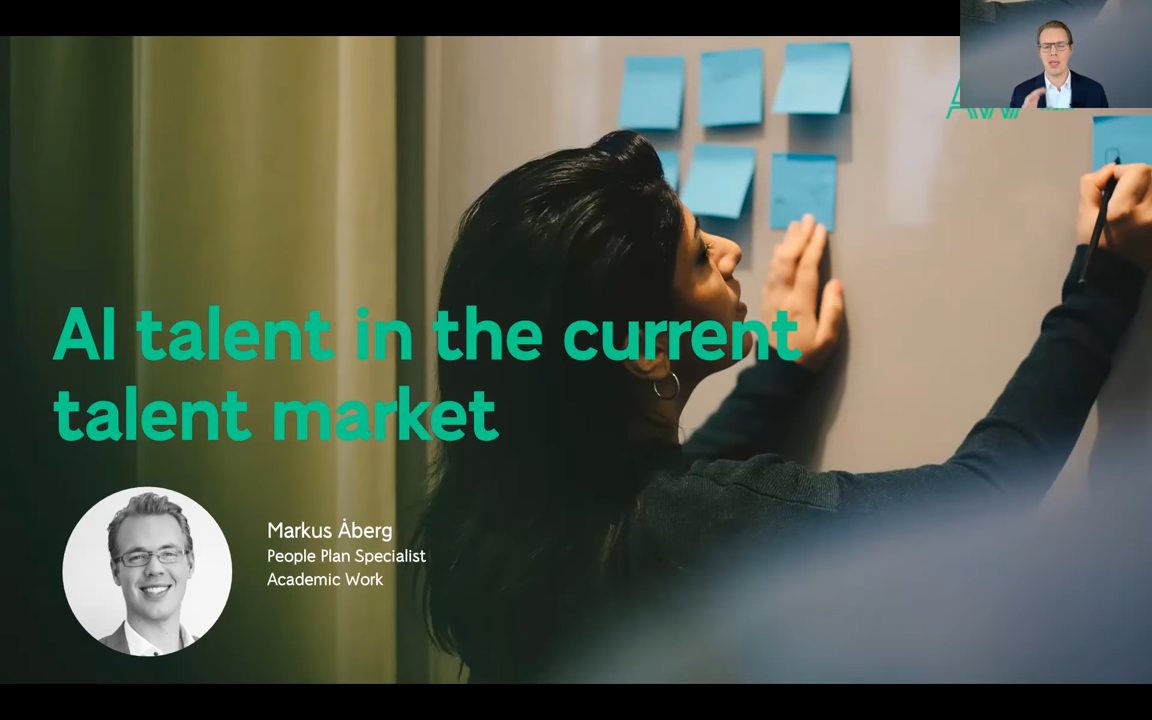 AI talent in the current
talent market
Markus Åberg
People Plan Specialist
Academic Work